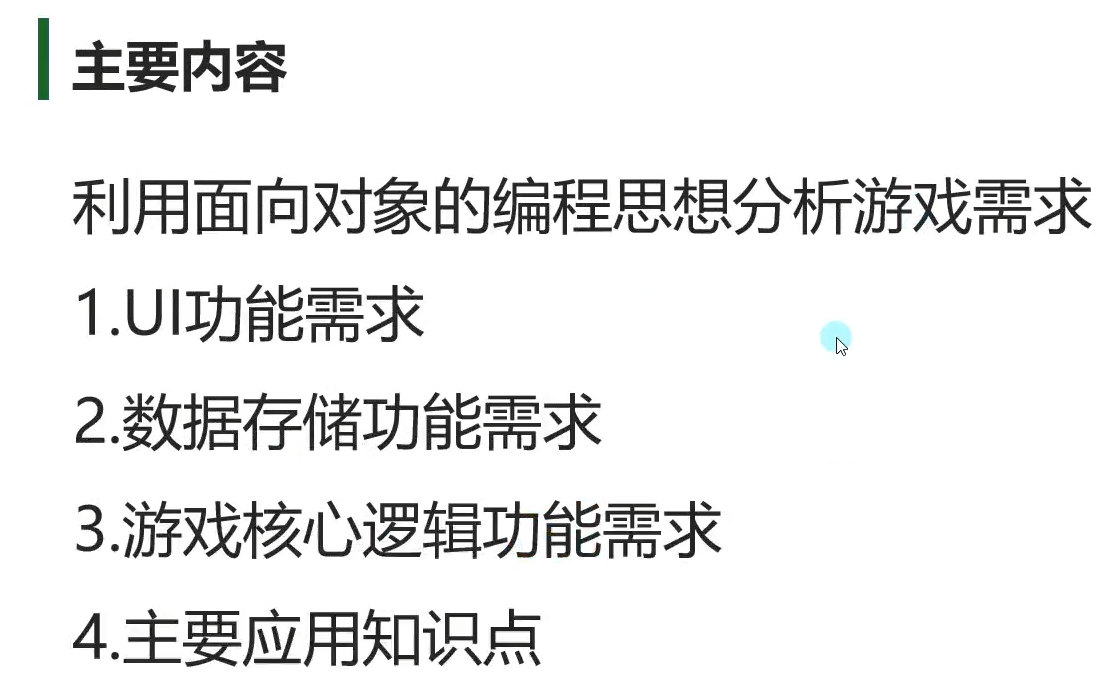 主要内容
利用面向对象的编程思想分析游戏需求
1.UI功能需求
2.数据存储功能需求
3.游戏核心逻辑功能需求
4.主要应用知识点